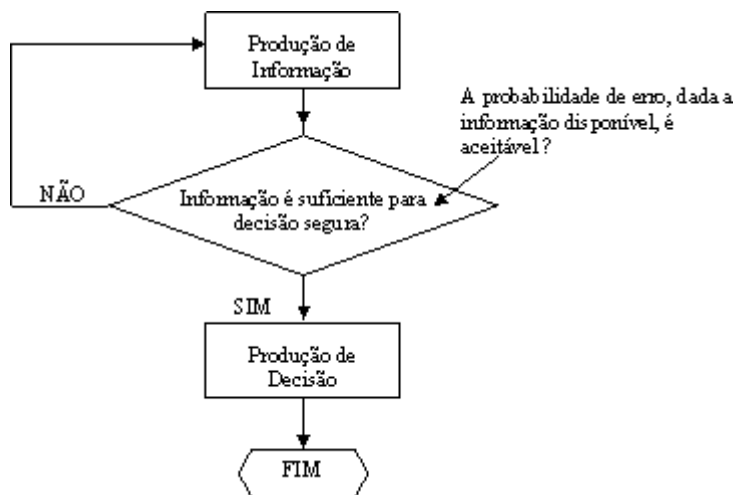 Produção de
Informação
A probabilidade de erro, dada a
informação disponível, é
aceitável?
NÃO
Informação é suficiente para
decisão segura?
SIM
Produção de
Decisão
FIM